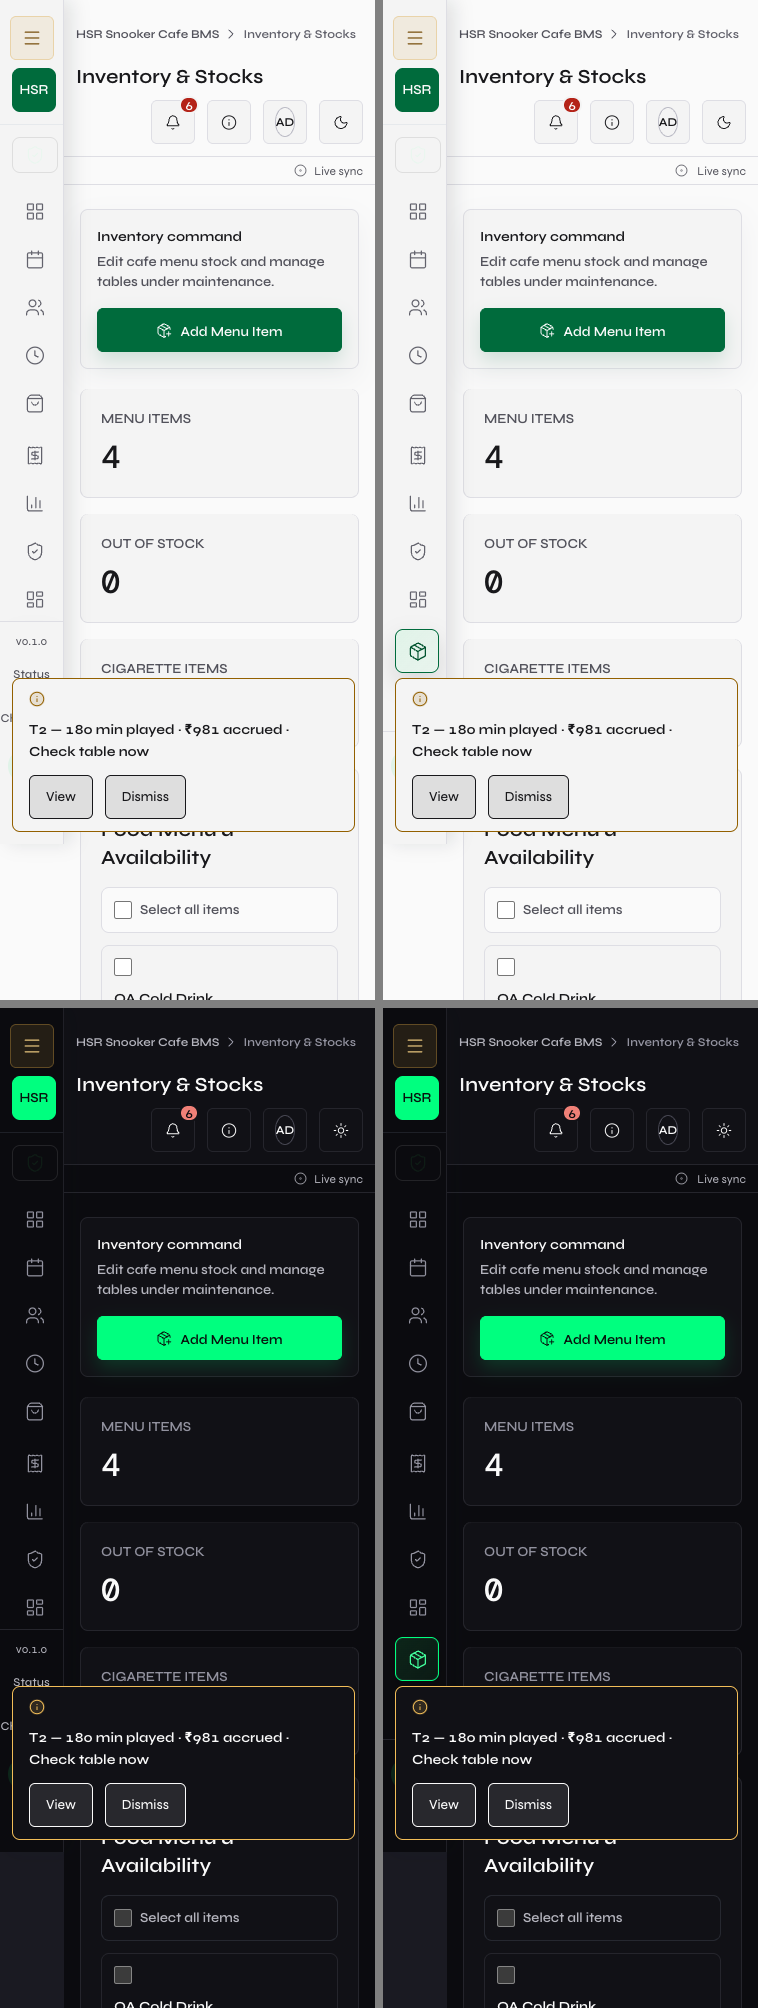 HSR Snooker Cafe BMS > Inventory & Stocks
HSR
Inventory & Stocks
6
AD
Live sync
Inventory command
Edit cafe menu stock and manage
tables under maintenance.
Add Menu Item
MENU ITEMS
4
OUT OF STOCK
0
v0.1.0
Status
CIGARETTE ITEMS
T2 — 180 min played · ₹981 accrued ·
Check table now
View
Dismiss
Food Menu &
Availability
Select all items
QA Cold Drink
HSR Snooker Cafe BMS > Inventory & Stocks
HSR
Inventory & Stocks
6
AD
Live sync
Inventory command
Edit cafe menu stock and manage
tables under maintenance.
Add Menu Item
MENU ITEMS
4
OUT OF STOCK
0
CIGARETTE ITEMS
T2 — 180 min played · ₹981 accrued ·
Check table now
View
Dismiss
Food Menu &
Availability
Select all items
QA Cold Drink
HSR Snooker Cafe BMS > Inventory & Stocks
HSR
Inventory & Stocks
6
AD
Live sync
Inventory command
Edit cafe menu stock and manage
tables under maintenance.
Add Menu Item
MENU ITEMS
4
OUT OF STOCK
0
v0.1.0
Status
CIGARETTE ITEMS
T2 — 180 min played · ₹981 accrued ·
Check table now
View
Dismiss
Food Menu &
Availability
Select all items
QA Cold Drink
HSR Snooker Cafe BMS > Inventory & Stocks
HSR
Inventory & Stocks
6
AD
Live sync
Inventory command
Edit cafe menu stock and manage
tables under maintenance.
Add Menu Item
MENU ITEMS
4
OUT OF STOCK
0
CIGARETTE ITEMS
T2 — 180 min played · ₹981 accrued ·
Check table now
View
Dismiss
Food Menu &
Availability
Select all items
QA Cold Drink